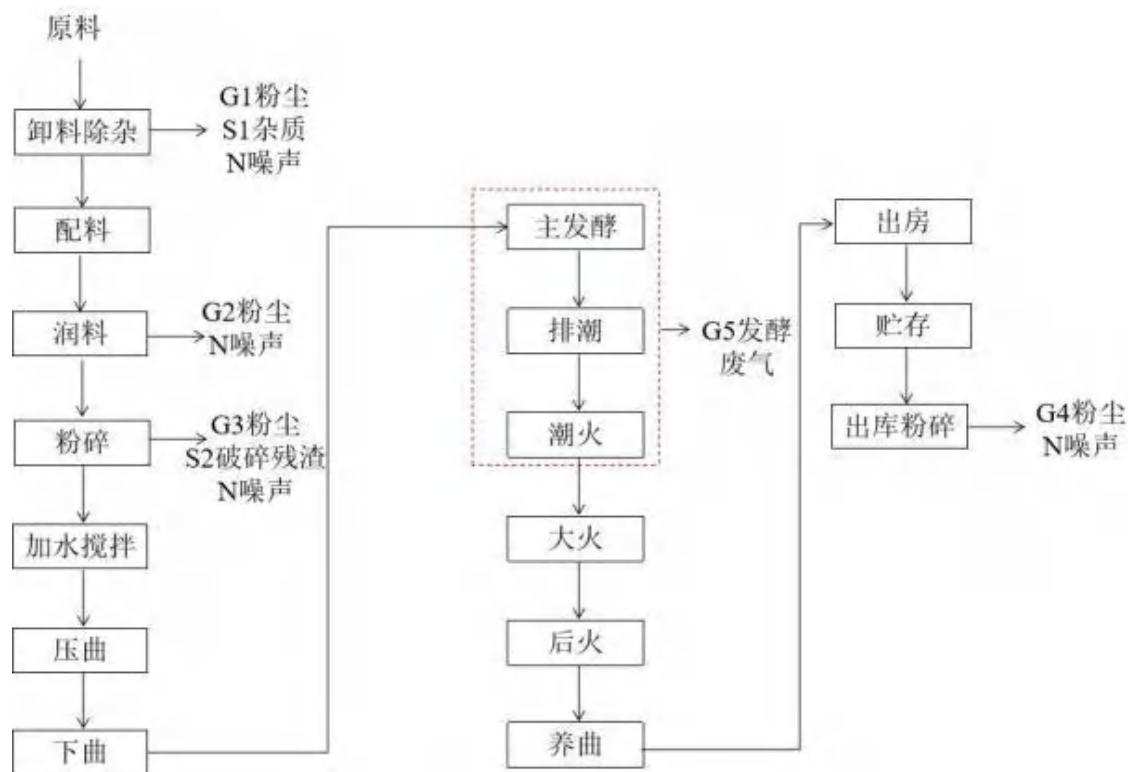 原料
卸料除杂
G1粉尘
S1杂质
N噪声
配料
润料
G2粉尘
N噪声
粉碎
G3粉尘
S2破碎残渣
N噪声
加水搅拌
压曲
下曲
主发酵
排潮
潮火
G5发酵
废气
大火
后火
养曲
出房
贮存
出库粉碎
G4粉尘
N噪声